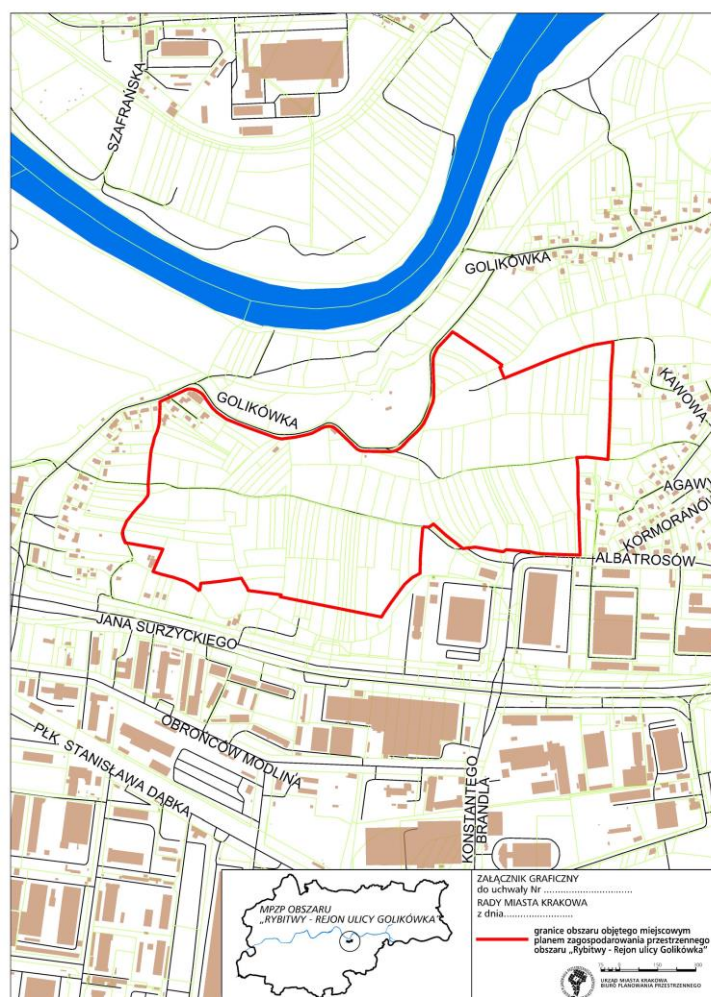 SZAFRAŃSKA
GOLIKÓWKA
GOLIKÓWKA
KAWOWA
AGAWY
KORMORANÓW
ALBATROSÓW
JANA SURZYCKIEGO
OBROŃCÓW MODLINA
PŁK. STANISŁAWA DĄBKA
KONSTANTEGO
BRANDLA
MPZP OBSZARU
„RYBITWY - REJON ULICY GOLIKÓWKA”
ZAŁĄCZNIK GRAFICZNY
do uchwały Nr .................................
RADY MIASTA KRAKOWA
z dnia.........................
granice obszaru objętego miejscowym
planem zagospodarowania przestrzennego
obszaru „Rybitwy - Rejon ulicy Golikówka”
URZĄD MIASTA KRAKOWA
BIURO PLANOWANIA PRZESTRZENNEGO